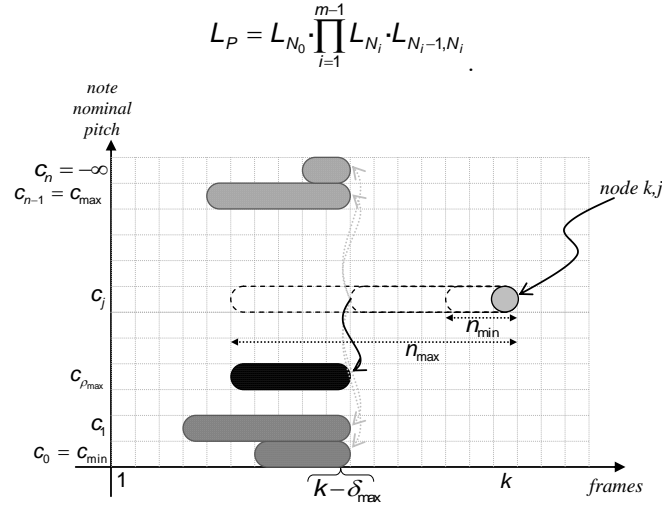 L_P = L_{N_0} · ∏_{i=1}^{m−1} L_{N_i} · L_{N_{i−1},N_i} .
note
nominal
pitch
c_n = −∞
c_{n−1} = c_max
node k,j
c_j
n_min
n_max
c_{ρ_max}
c_1
c_0 = c_min
1
k − δ_max
k
frames